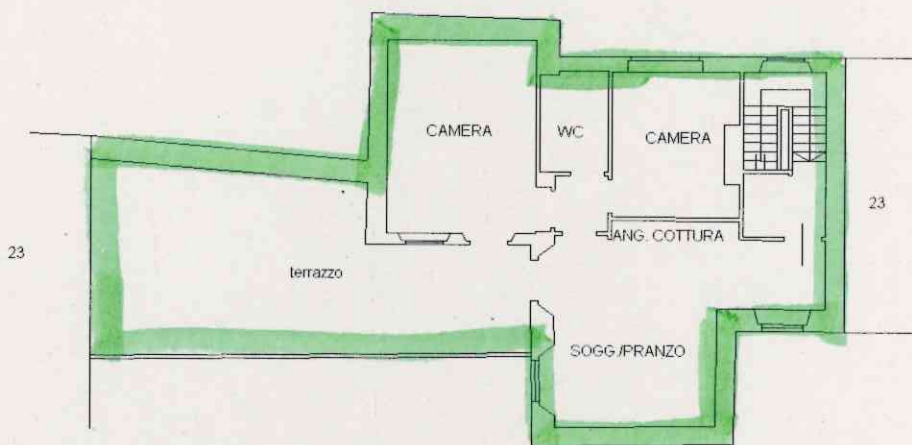 CAMERA
WC
CAMERA
23
ANG. COTTURA
23
terrazzo
SOGG./PRANZO